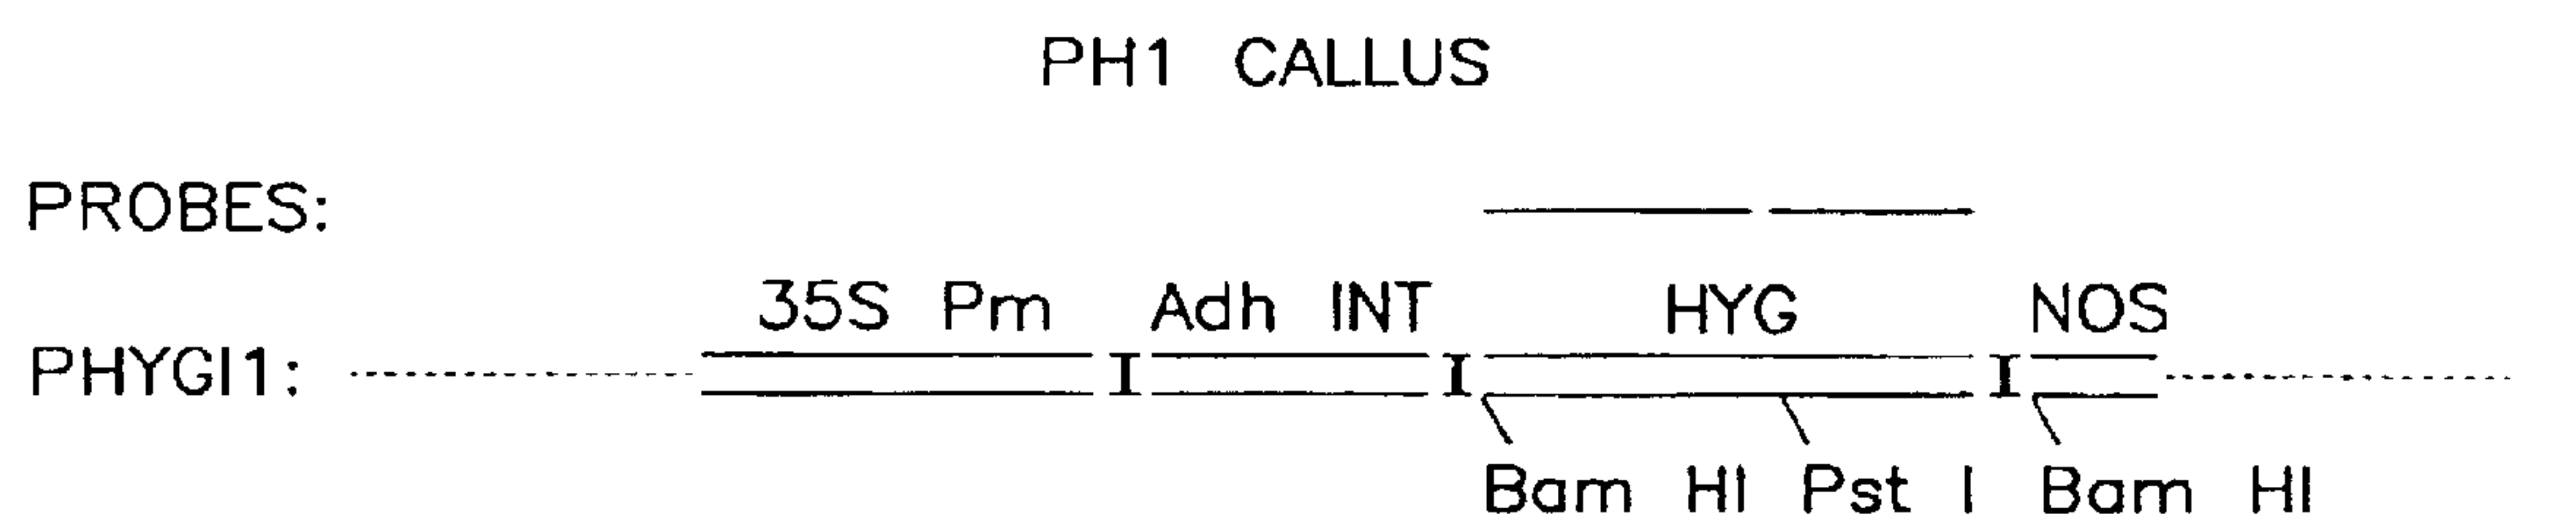 PH1 CALLUS
PROBES:
35S Pm Adh INT HYG NOS
PHYGI1:
Bam HI Pst I Bam HI